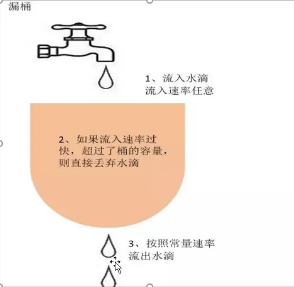 漏桶
1、流入水滴
流入速率任意
2、如果流入速率过
快，超过了桶的容量，
则直接丢弃水滴
3、按照常量速率
流出水滴